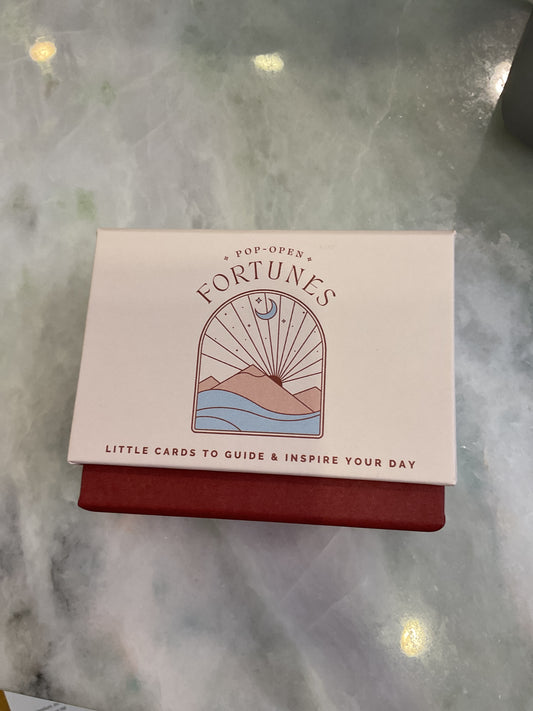 POP-OPEN
FORTUNES
LITTLE CARDS TO GUIDE & INSPIRE YOUR DAY